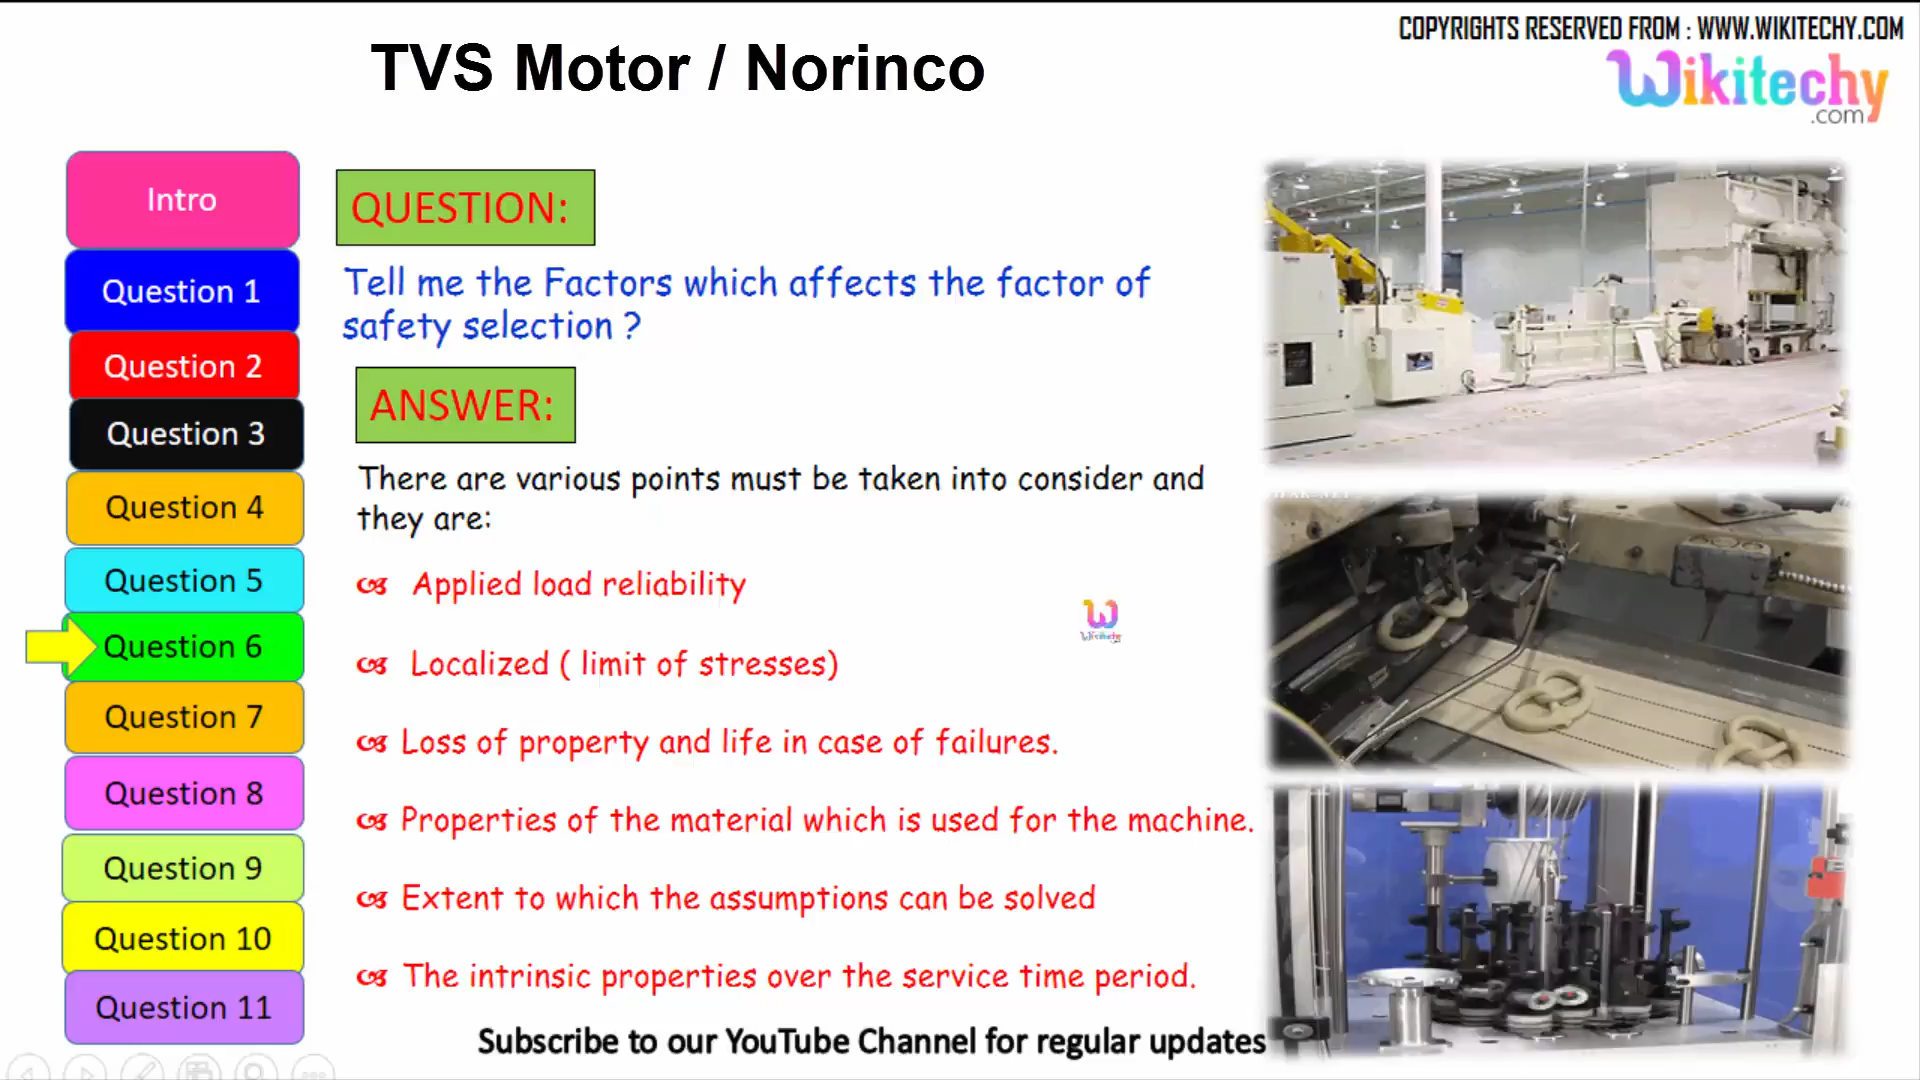 COPYRIGHTS RESERVED FROM : WWW.WIKITECHY.COM
TVS Motor / Norinco
Wikitechy
.com
Intro
Question 1
Question 2
Question 3
Question 4
Question 5
Question 6
Question 7
Question 8
Question 9
Question 10
Question 11
QUESTION:
Tell me the Factors which affects the factor of
safety selection ?
ANSWER:
There are various points must be taken into consider and
they are:
Applied load reliability
Localized ( limit of stresses)
Loss of property and life in case of failures.
Properties of the material which is used for the machine.
Extent to which the assumptions can be solved
The intrinsic properties over the service time period.
Wikitechy
Subscribe to our YouTube Channel for regular updates